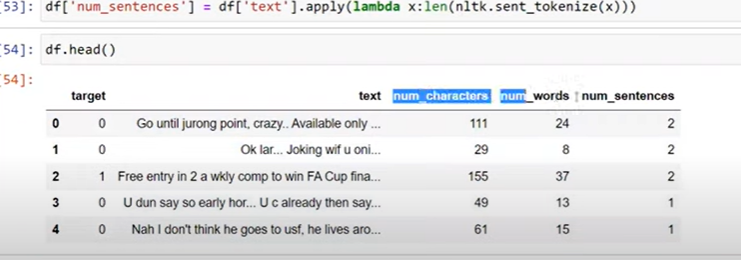 [53]: df['num_sentences'] = df['text'].apply(lambda x:len(nltk.sent_tokenize(x)))
[54]: df.head()
[54]:
target text num_characters num_words num_sentences
0 0 Go until jurong point, crazy.. Available only ... 111 24 2
1 0 Ok lar... Joking wif u oni... 29 8 2
2 1 Free entry in 2 a wkly comp to win FA Cup fina... 155 37 2
3 0 U dun say so early hor... U c already then say... 49 13 1
4 0 Nah I don't think he goes to usf, he lives aro... 61 15 1